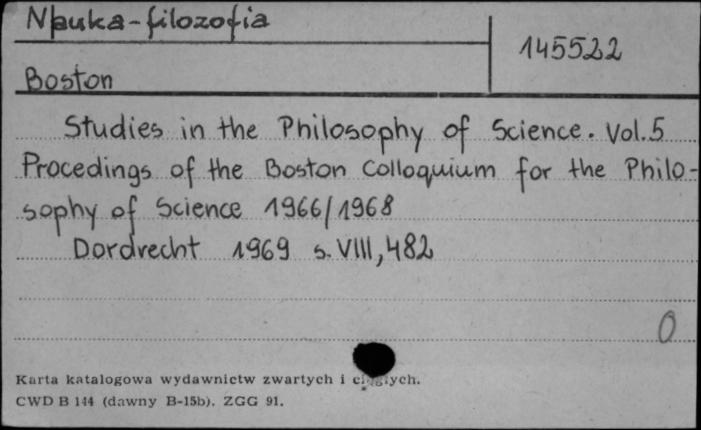 Nauka-filozofia
145522
Boston
Studies in the Philosophy of Science. Vol.5
Procedings of the Boston Colloquium for the Philo-
sophy of Science 1966/1968
Dordrecht 1969 s. VIII, 482
0
Karta katalogowa wydawnictw zwartych i ciągłych.
CWD B 144 (dawny B-15b). ZGG 91.